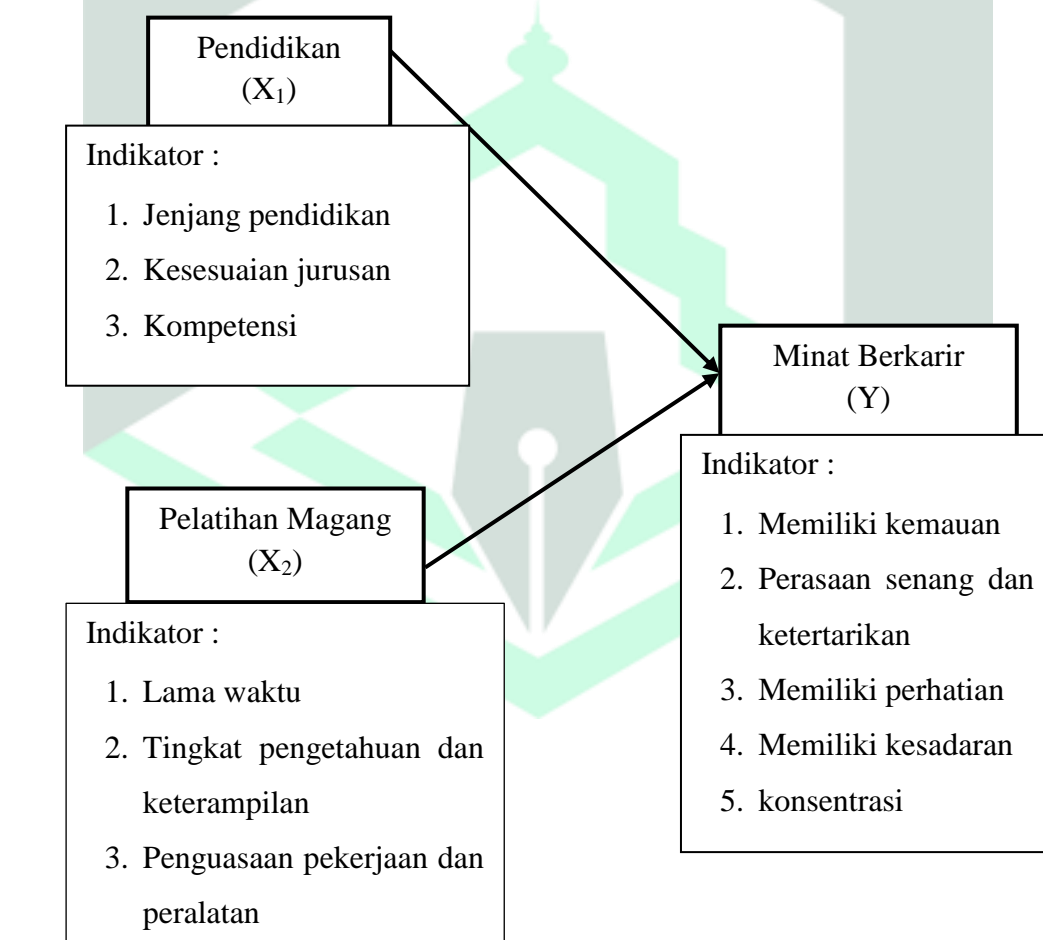 Pendidikan
(X₁)
Indikator :
1. Jenjang pendidikan
2. Kesesuaian jurusan
3. Kompetensi
Pelatihan Magang
(X₂)
Indikator :
1. Lama waktu
2. Tingkat pengetahuan dan
keterampilan
3. Penguasaan pekerjaan dan
peralatan
Minat Berkarir
(Y)
Indikator :
1. Memiliki kemauan
2. Perasaan senang dan
ketertarikan
3. Memiliki perhatian
4. Memiliki kesadaran
5. konsentrasi